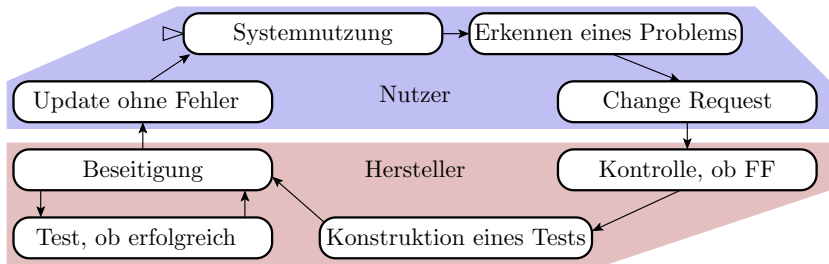 Systemnutzung
Erkennen eines Problems
Update ohne Fehler
Nutzer
Change Request
Beseitigung
Hersteller
Kontrolle, ob FF
Test, ob erfolgreich
Konstruktion eines Tests